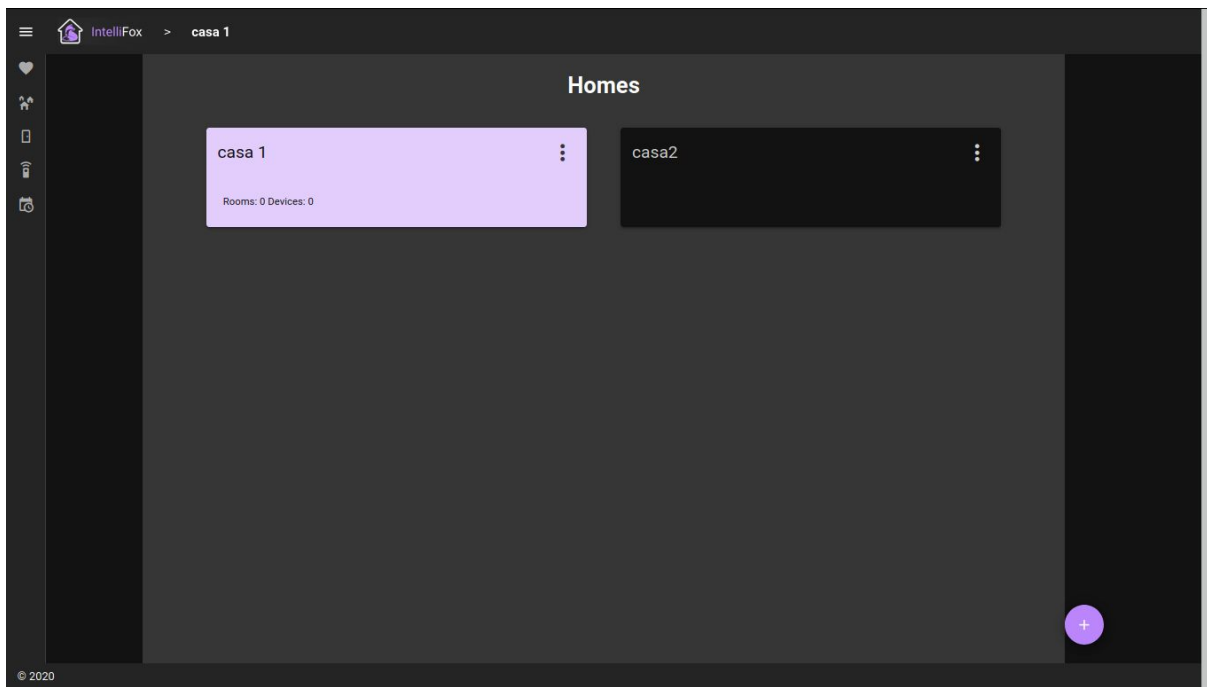 IntelliFox > casa 1
Homes
casa 1
Rooms: 0 Devices: 0
casa2
+
© 2020